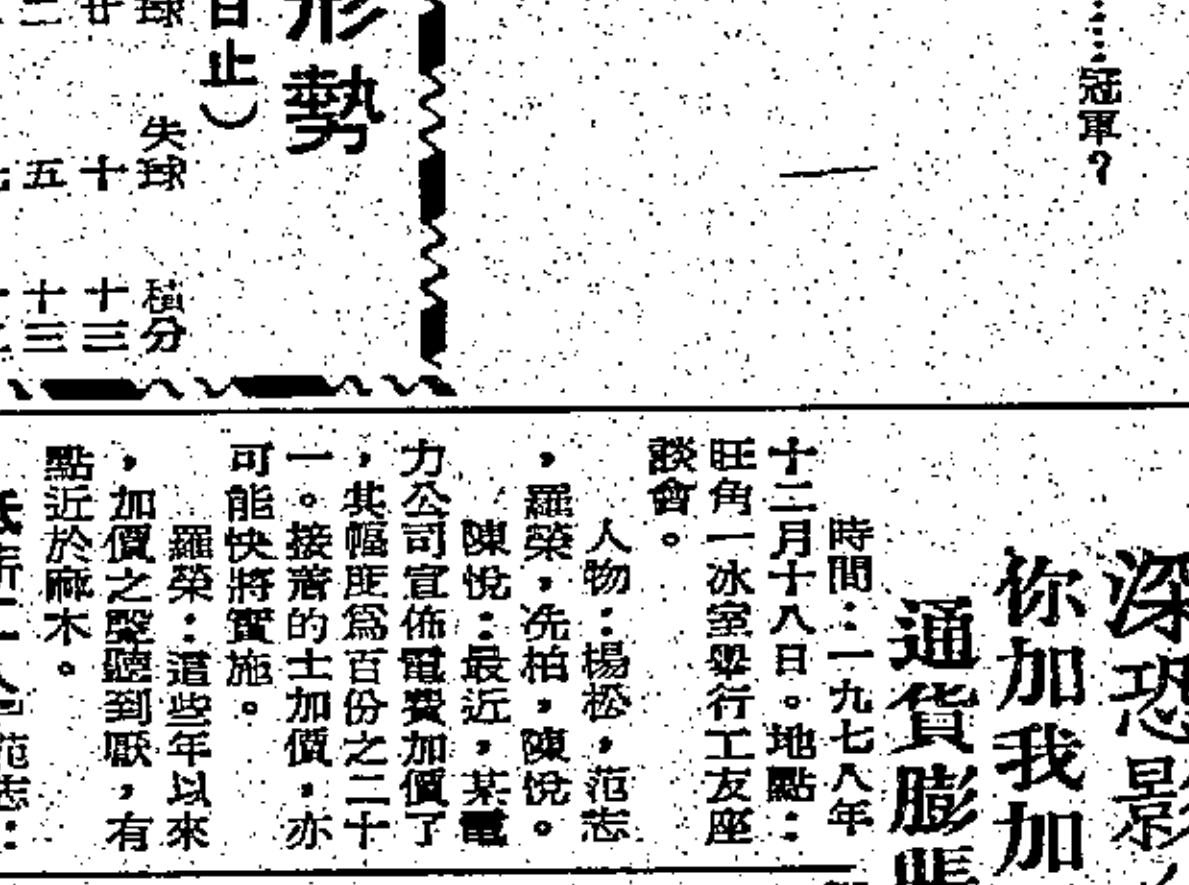 ……冠軍?
形勢
日止)
失球 積分
十 十三
五 十三
深恐影
你加我加
通貨膨脹
時間：一九七八年
十二月十八日。地點：
旺角一冰室舉行工友座
談會。
人物：揚松，范志
，羅榮，冼柏，陳悅。
陳悅：最近，某電
力公司宣佈電費加價了
，其幅度爲百份之二十
一。接着的士加價，亦
可能快將實施。
羅榮：這些年以來
，加價之聲聽到厭，有
點近於麻木。